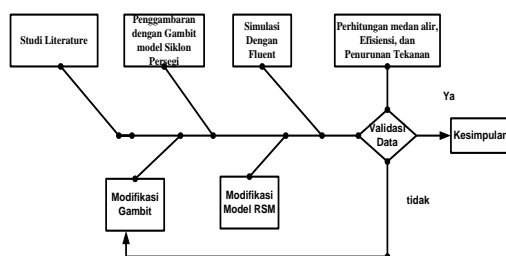 Studi Literature
Penggambaran
dengan Gambit
model Siklon
Persegi
Simulasi
Dengan
Fluent
Perhitungan medan alir,
Efisiensi, dan
Penurunan Tekanan
Ya
Validasi
Data
Kesimpulan
Modifikasi
Gambit
Modifikasi
Model RSM
tidak